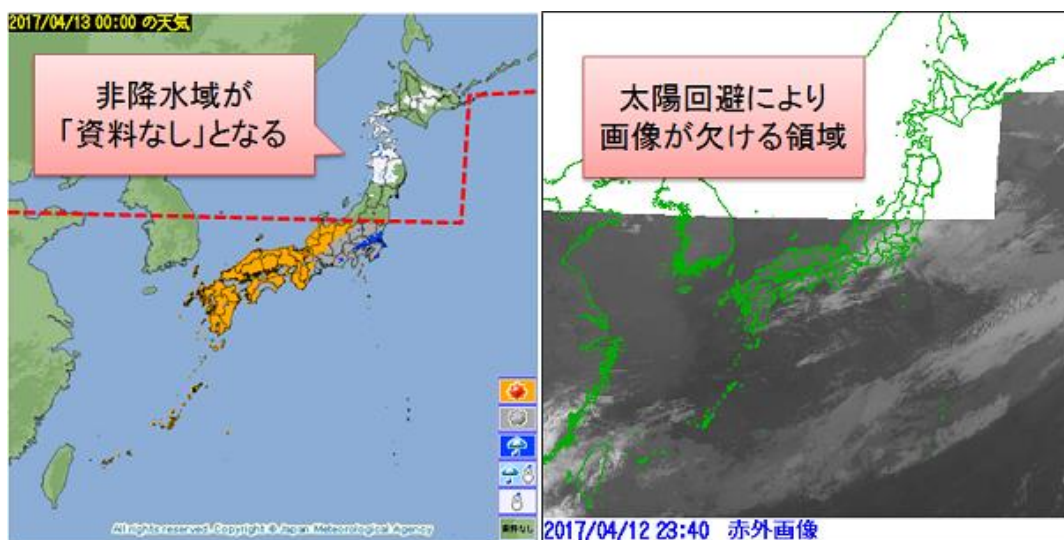 2017/04/13 00:00 の天気
非降水域が
「資料なし」となる
資料なし
All rights reserved. Copyright © Japan Meteorological Agency
太陽回避により
画像が欠ける領域
2017/04/12 23:40 赤外画像